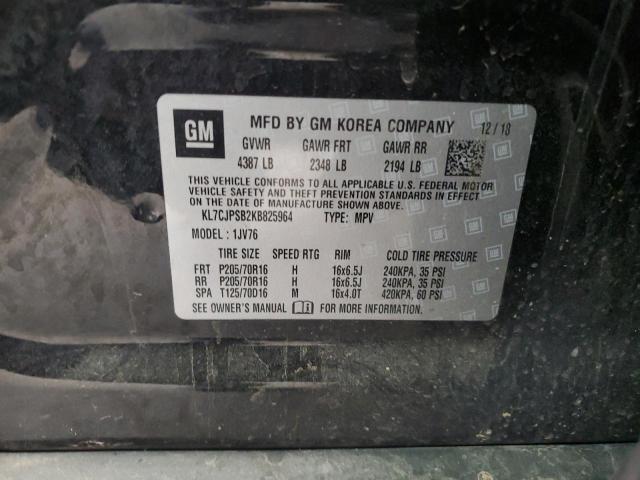 GM MFD BY GM KOREA COMPANY 12/18
GVWR GAWR FRT GAWR RR
4387 LB 2348 LB 2194 LB
THIS VEHICLE CONFORMS TO ALL APPLICABLE U.S. FEDERAL MOTOR
VEHICLE SAFETY AND THEFT PREVENTION STANDARDS IN EFFECT
ON THE DATE OF MANUFACTURE SHOWN ABOVE.
KL7CJPSB2KB825964 TYPE: MPV
MODEL: 1JV76
TIRE SIZE SPEED RTG RIM COLD TIRE PRESSURE
FRT P205/70R16 H 16x6.5J 240KPA, 35 PSI
RR P205/70R16 H 16x6.5J 240KPA, 35 PSI
SPA T125/70D16 M 16x4.0T 420KPA, 60 PSI
SEE OWNER'S MANUAL FOR MORE INFORMATION.